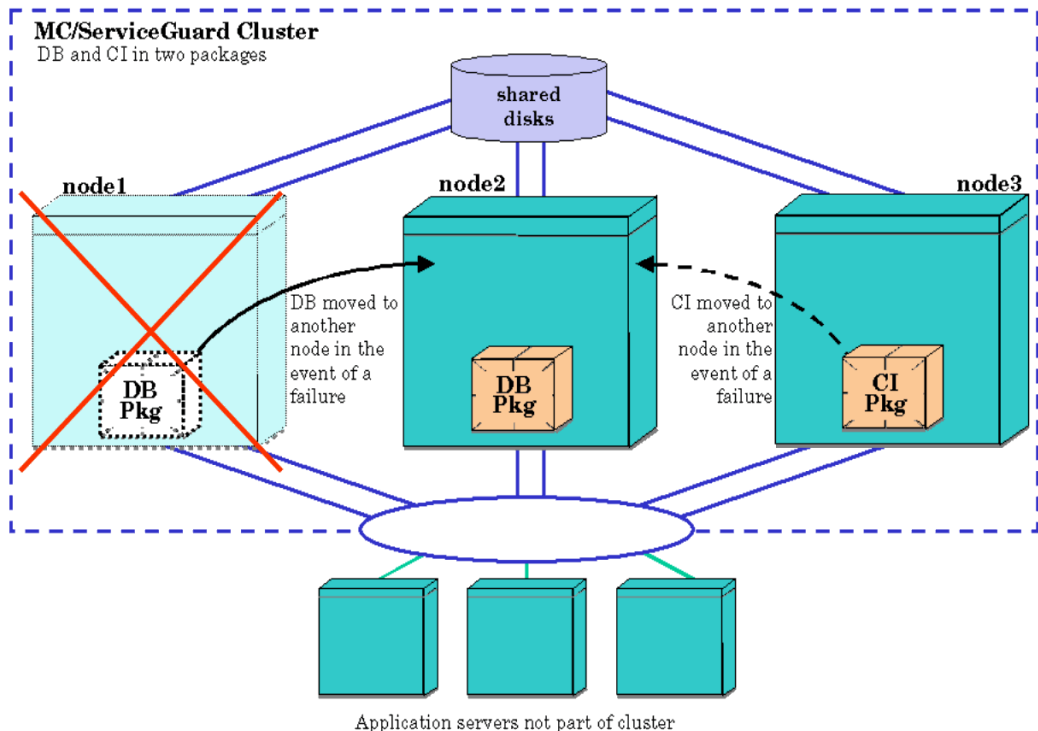 MC/ServiceGuard Cluster
DB and CI in two packages
shared
disks
node1
node2
node3
DB moved to
another
node in the
event of a
failure
CI moved to
another
node in the
event of a
failure
DB
Pkg
DB
Pkg
CI
Pkg
Application servers not part of cluster